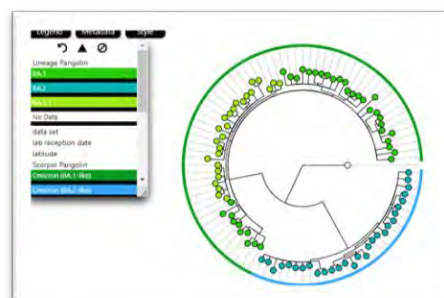 Legend Metadata Style
Lineage Pangolin
BA.1
BA.2
BA.1.1
No Data
data set
lab reception date
latitude
Scorpio Pangolin
Omicron (BA.1-like)
Omicron (BA.2-like)